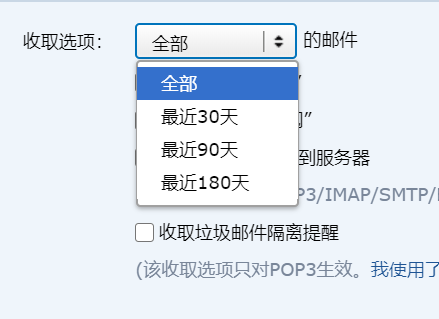 收取选项： 全部 的邮件
全部 ”
最近30天 ”
最近90天 到服务器
最近180天 P3/IMAP/SMTP/
收取垃圾邮件隔离提醒
(该收取选项只对POP3生效。我使用了